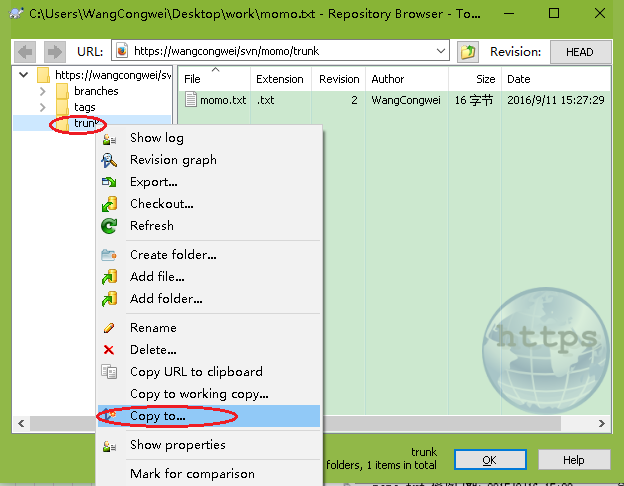 C:\Users\WangCongwei\Desktop\work\momo.txt - Repository Browser - To...
URL: https://wangcongwei/svn/momo/trunk Revision: HEAD
https://wangcongwei/sv
branches
tags
trunk
File Extension Revision Author Size Date
momo.txt .txt 2 WangCongwei 16 字节 2016/9/11 15:27:29
Show log
Revision graph
Export...
Checkout...
Refresh
Create folder...
Add file...
Add folder...
Rename
Delete...
Copy URL to clipboard
Copy to working copy...
Copy to...
Show properties
Mark for comparison
https
trunk
folders, 1 items in total
OK
Help